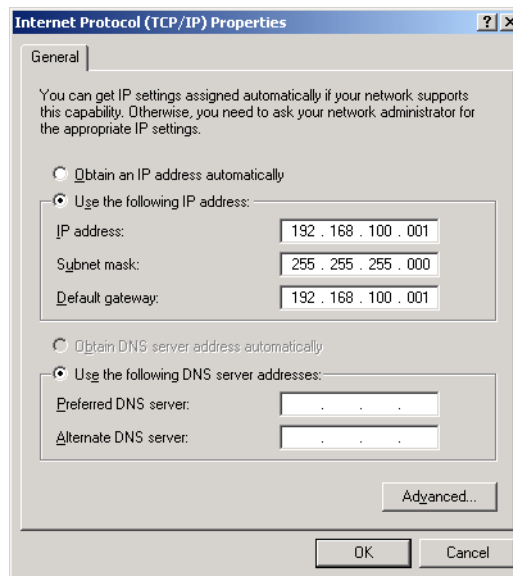 Internet Protocol (TCP/IP) Properties
General
You can get IP settings assigned automatically if your network supports
this capability. Otherwise, you need to ask your network administrator for
the appropriate IP settings.
Obtain an IP address automatically
Use the following IP address:
IP address: 192 . 168 . 100 . 001
Subnet mask: 255 . 255 . 255 . 000
Default gateway: 192 . 168 . 100 . 001
Obtain DNS server address automatically
Use the following DNS server addresses:
Preferred DNS server: . . .
Alternate DNS server: . . .
Advanced...
OK Cancel